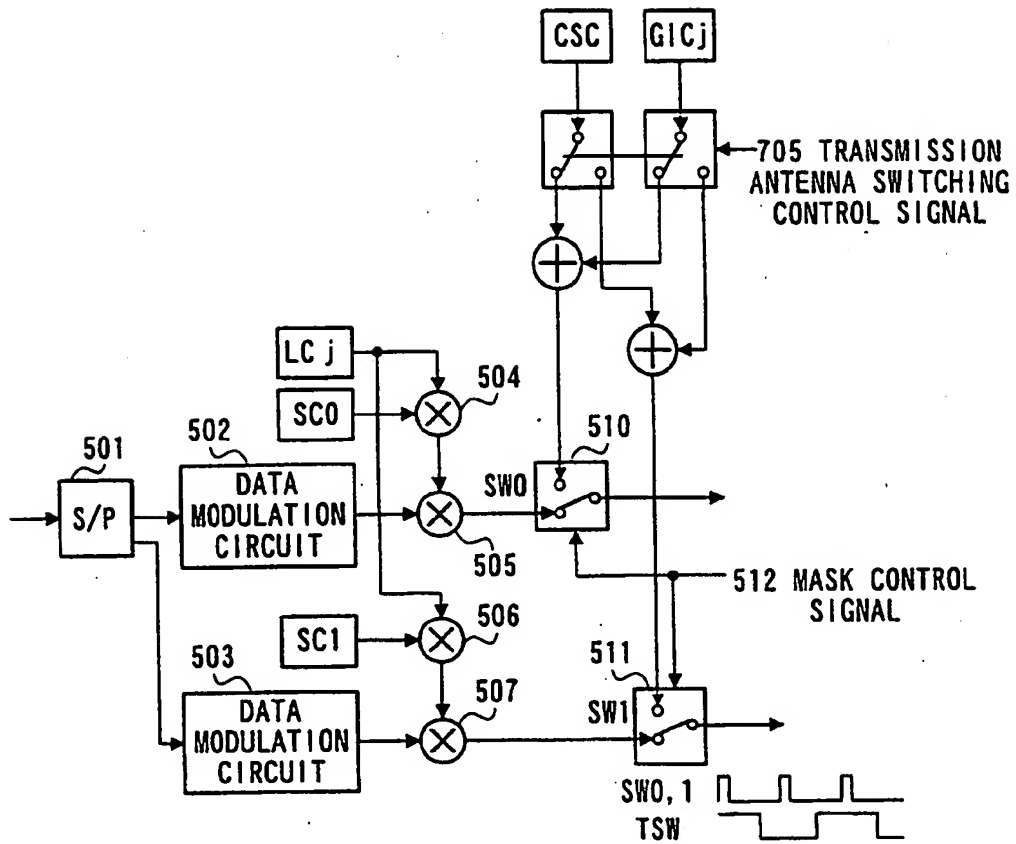 CSC
GICj
705 TRANSMISSION
ANTENNA SWITCHING
CONTROL SIGNAL
LC j
504
SC0
510
502
501
DATA
MODULATION
CIRCUIT
S/P
SW0
505
512 MASK CONTROL
SIGNAL
506
SC1
511
503
507
DATA
MODULATION
CIRCUIT
SW1
SW0, 1
TSW